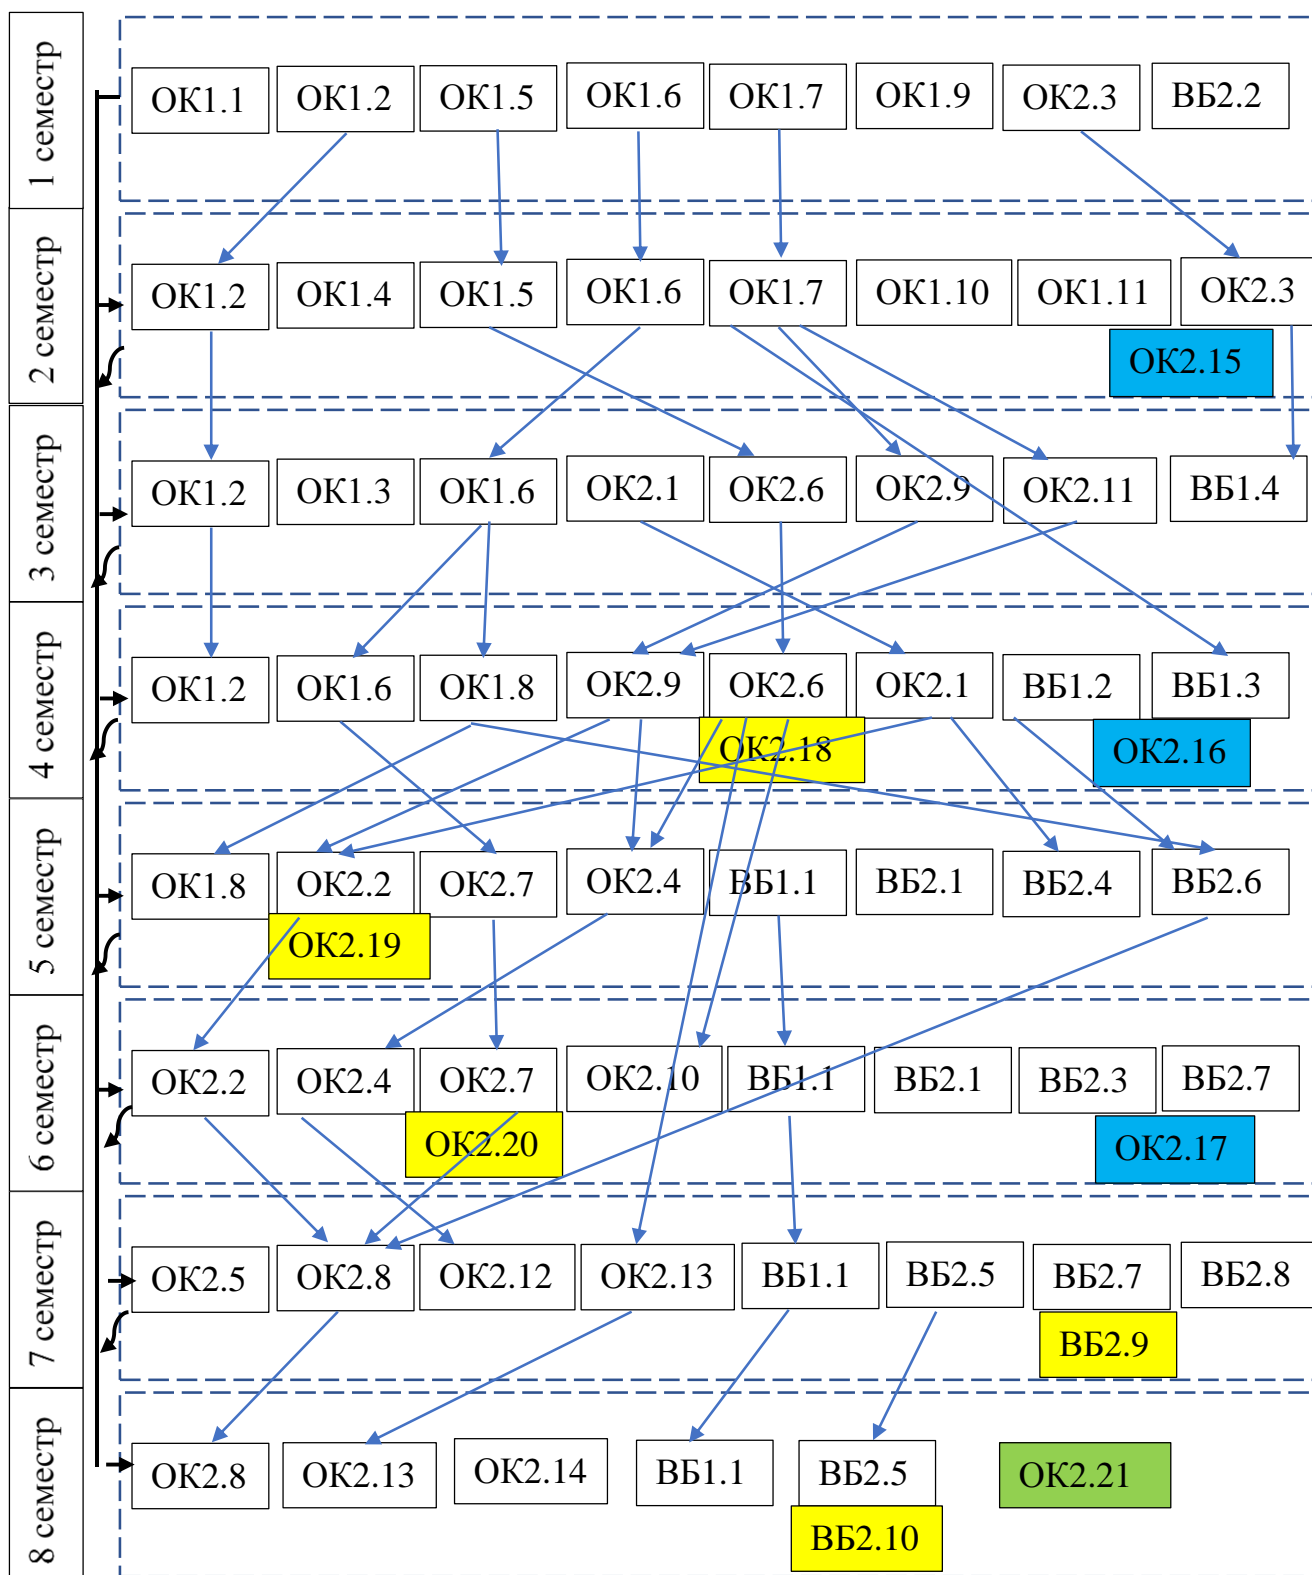 1 семестр
ОК1.1 ОК1.2 ОК1.5 ОК1.6 ОК1.7 ОК1.9 ОК2.3 ВБ2.2
2 семестр
ОК1.2 ОК1.4 ОК1.5 ОК1.6 ОК1.7 ОК1.10 ОК1.11 ОК2.3
ОК2.15
3 семестр
ОК1.2 ОК1.3 ОК1.6 ОК2.1 ОК2.6 ОК2.9 ОК2.11 ВБ1.4
4 семестр
ОК1.2 ОК1.6 ОК1.8 ОК2.9 ОК2.6 ОК2.1 ВБ1.2 ВБ1.3
ОК2.18 ОК2.16
5 семестр
ОК1.8 ОК2.2 ОК2.7 ОК2.4 ВБ1.1 ВБ2.1 ВБ2.4 ВБ2.6
ОК2.19
6 семестр
ОК2.2 ОК2.4 ОК2.7 ОК2.10 ВБ1.1 ВБ2.1 ВБ2.3 ВБ2.7
ОК2.20 ОК2.17
7 семестр
ОК2.5 ОК2.8 ОК2.12 ОК2.13 ВБ1.1 ВБ2.5 ВБ2.7 ВБ2.8
ВБ2.9
8 семестр
ОК2.8 ОК2.13 ОК2.14 ВБ1.1 ВБ2.5 ОК2.21
ВБ2.10